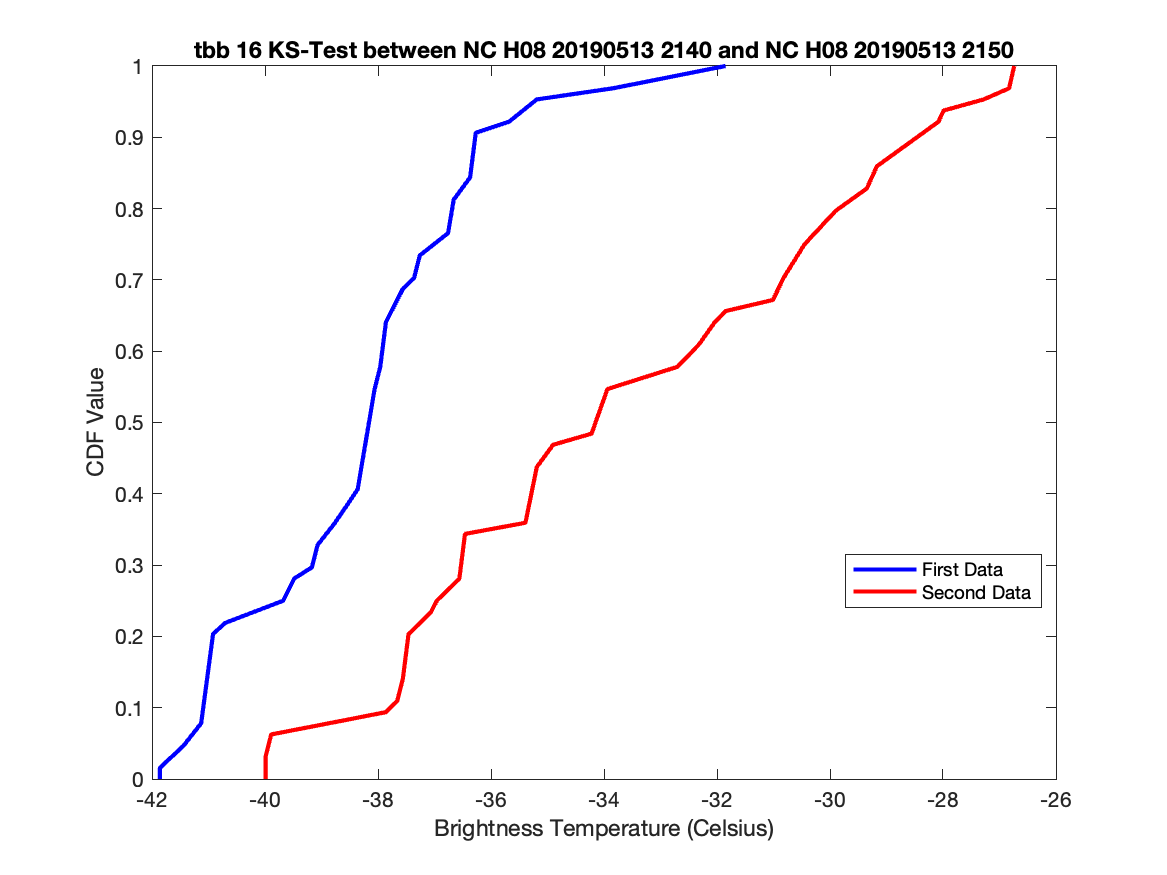 tbb 16 KS-Test between NC H08 20190513 2140 and NC H08 20190513 2150
1
0.9
0.8
0.7
0.6
0.5
0.4
0.3
0.2
0.1
0
CDF Value
First Data
Second Data
-42 -40 -38 -36 -34 -32 -30 -28 -26
Brightness Temperature (Celsius)